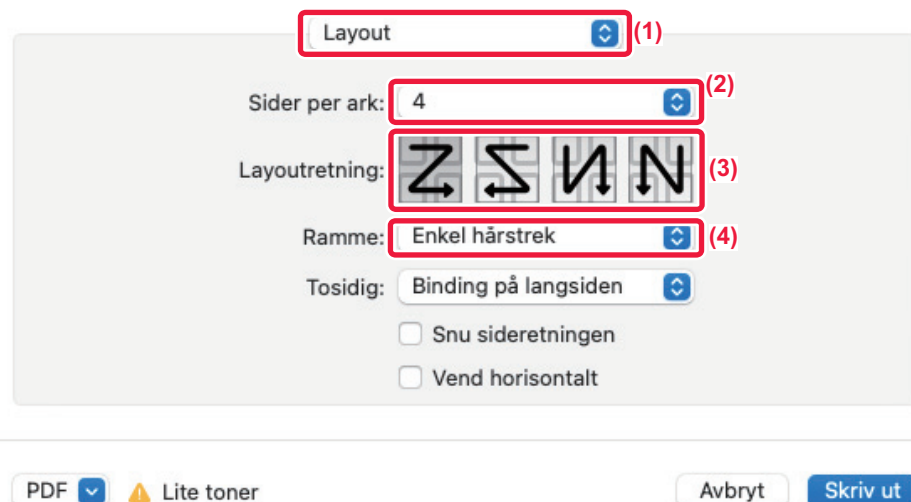 Layout (1)
Sider per ark: 4 (2)
Layoutretning: (3)
Ramme: Enkel hårstrek (4)
Tosidig: Binding på langsiden
Snu sideretningen
Vend horisontalt
PDF Lite toner Avbryt Skriv ut